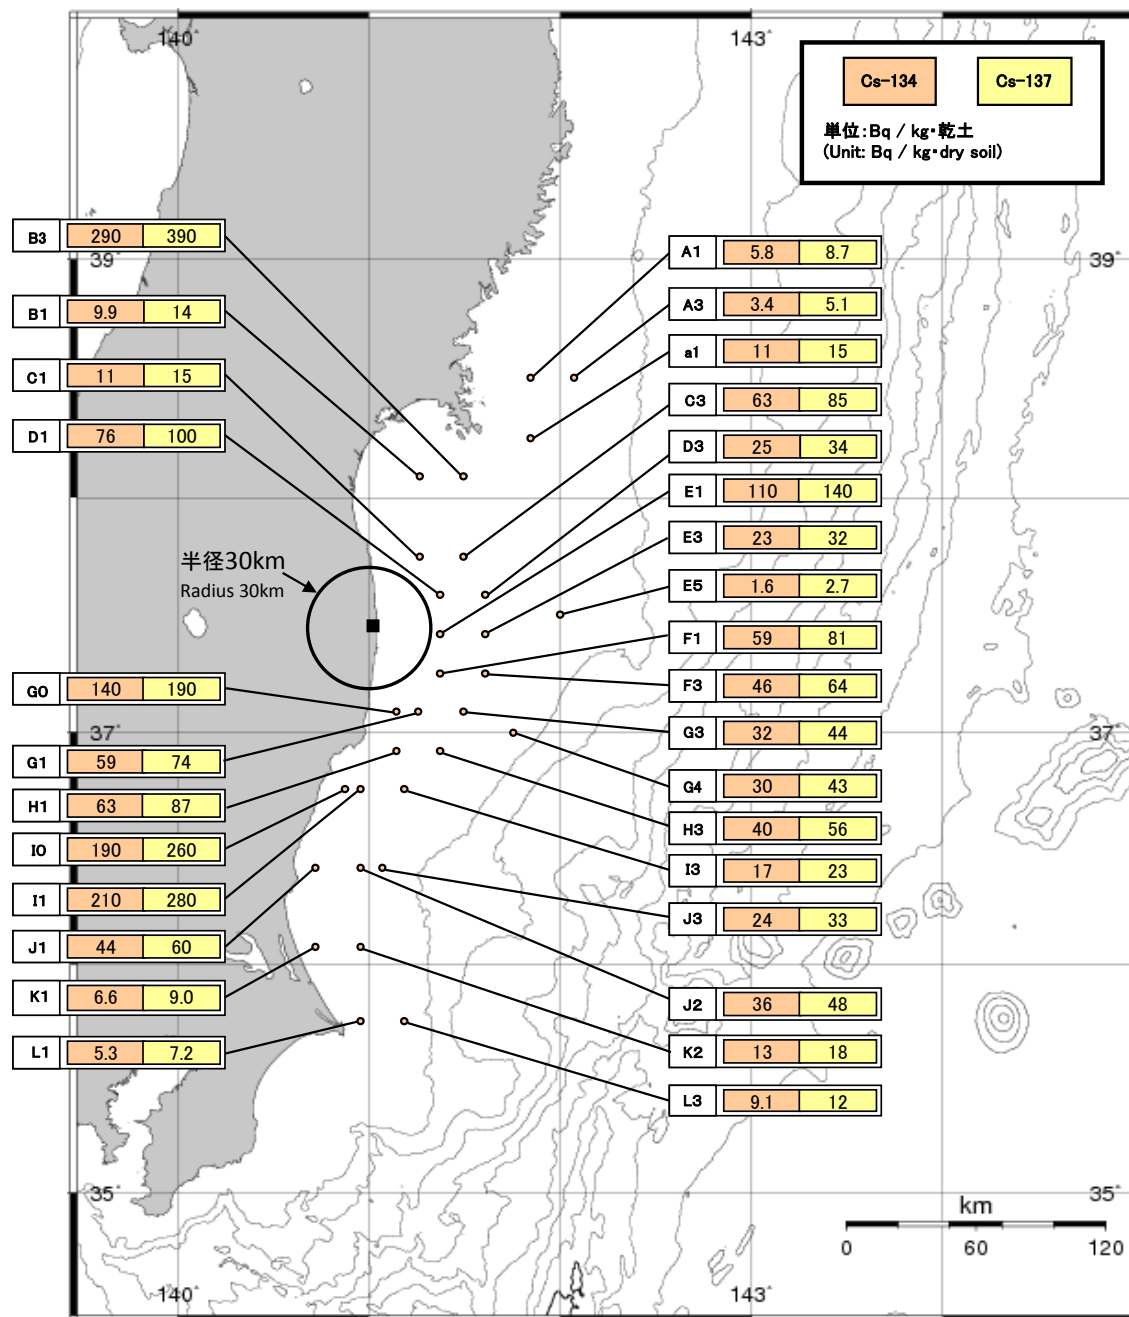 140°
143°
Cs-134
Cs-137
単位:Bq / kg・乾土
(Unit: Bq / kg・dry soil)
B3 290 390
39°
B1 9.9 14
C1 11 15
D1 76 100
A1 5.8 8.7
39°
A3 3.4 5.1
a1 11 15
C3 63 85
D3 25 34
E1 110 140
E3 23 32
E5 1.6 2.7
F1 59 81
F3 46 64
G3 32 44
G4 30 43
H3 40 56
I3 17 23
J3 24 33
J2 36 48
K2 13 18
L3 9.1 12
半径30km
Radius 30km
G0 140 190
37°
37°
G1 59 74
H1 63 87
I0 190 260
I1 210 280
J1 44 60
K1 6.6 9.0
L1 5.3 7.2
35°
35°
km
0 60 120
140°
143°